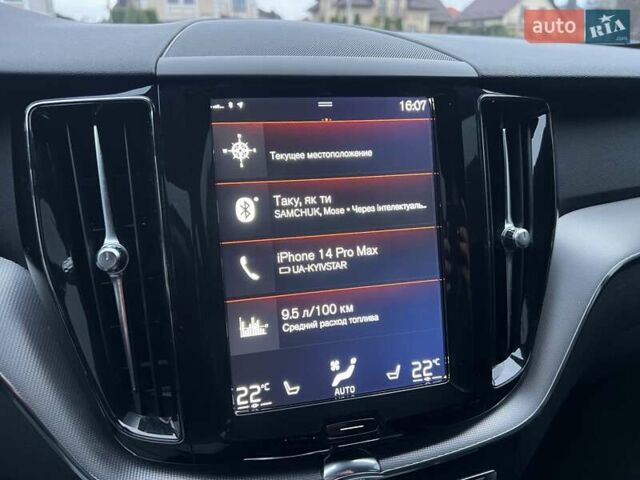 auto RIA
.com
16:07
Текущее местоположение
Таку, як ти
SAMCHUK, Mose • Через Інтелектуаль...
iPhone 14 Pro Max
UA-KYIVSTAR
9.5 л/100 км
Средний расход топлива
22°C
AUTO
22°C